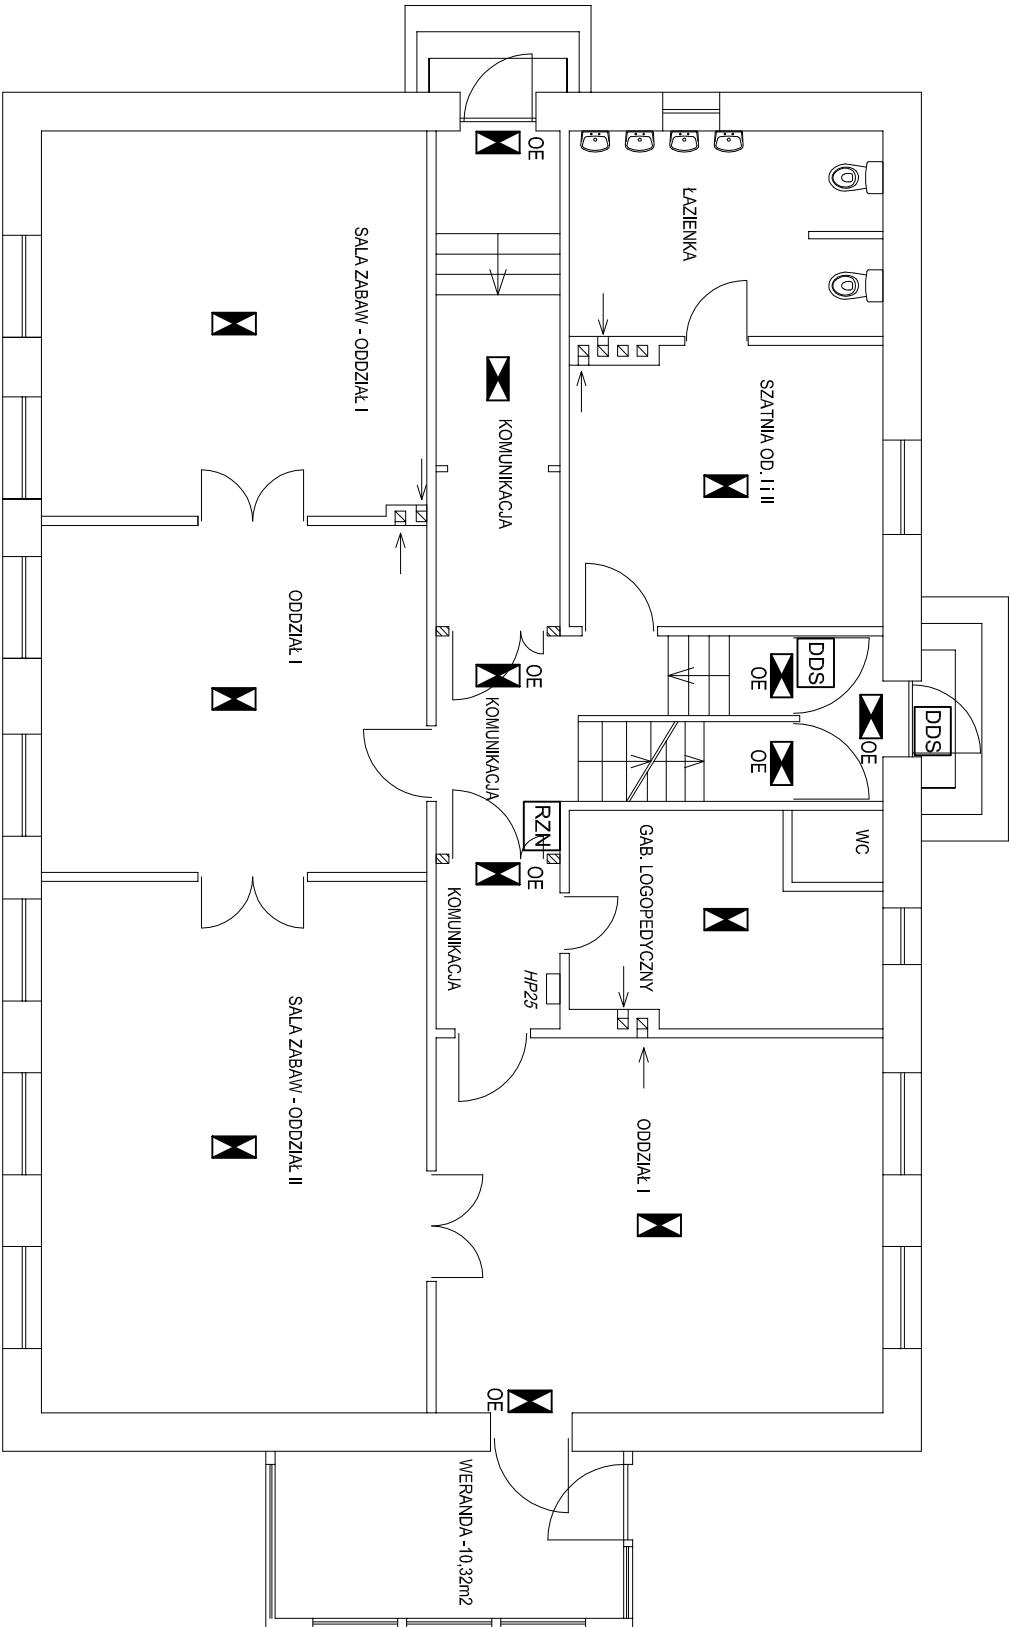 OE
ŁAZIENKA
SALA ZABAW - ODDZIAŁ I
SZATNIA OD. I i II
KOMUNIKACJA
ODDZIAŁ I
OE
KOMUNIKACJA
OE
DDS
DDS
OE
OE
RZN
GAB. LOGOPEDYCZNY
WC
OE
KOMUNIKACJA
HP25
SALA ZABAW - ODDZIAŁ II
ODDZIAŁ I
OE
WERANDA -10,32m2